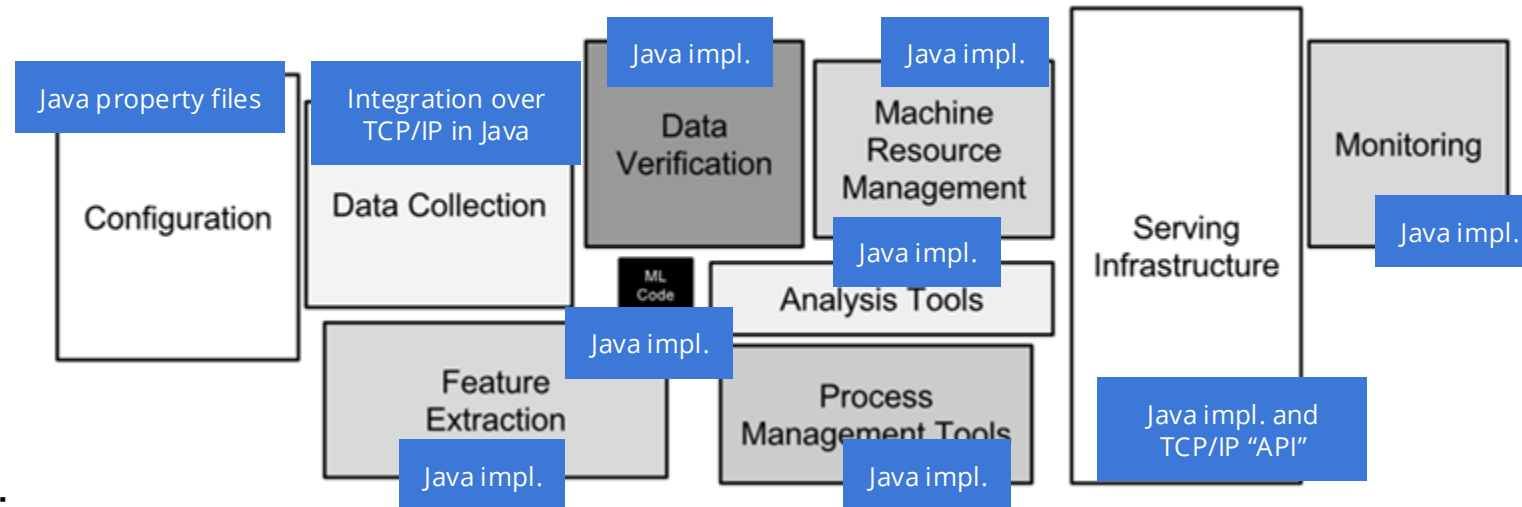 Java property files
Configuration
Integration over
TCP/IP in Java
Data Collection
Java impl.
Data
Verification
Java impl.
Machine
Resource
Management
Java impl.
Analysis Tools
ML
Code
Java impl.
Feature
Extraction
Java impl.
Process
Management Tools
Java impl.
Serving
Infrastructure
Java impl. and
TCP/IP “API”
Monitoring
Java impl.
.